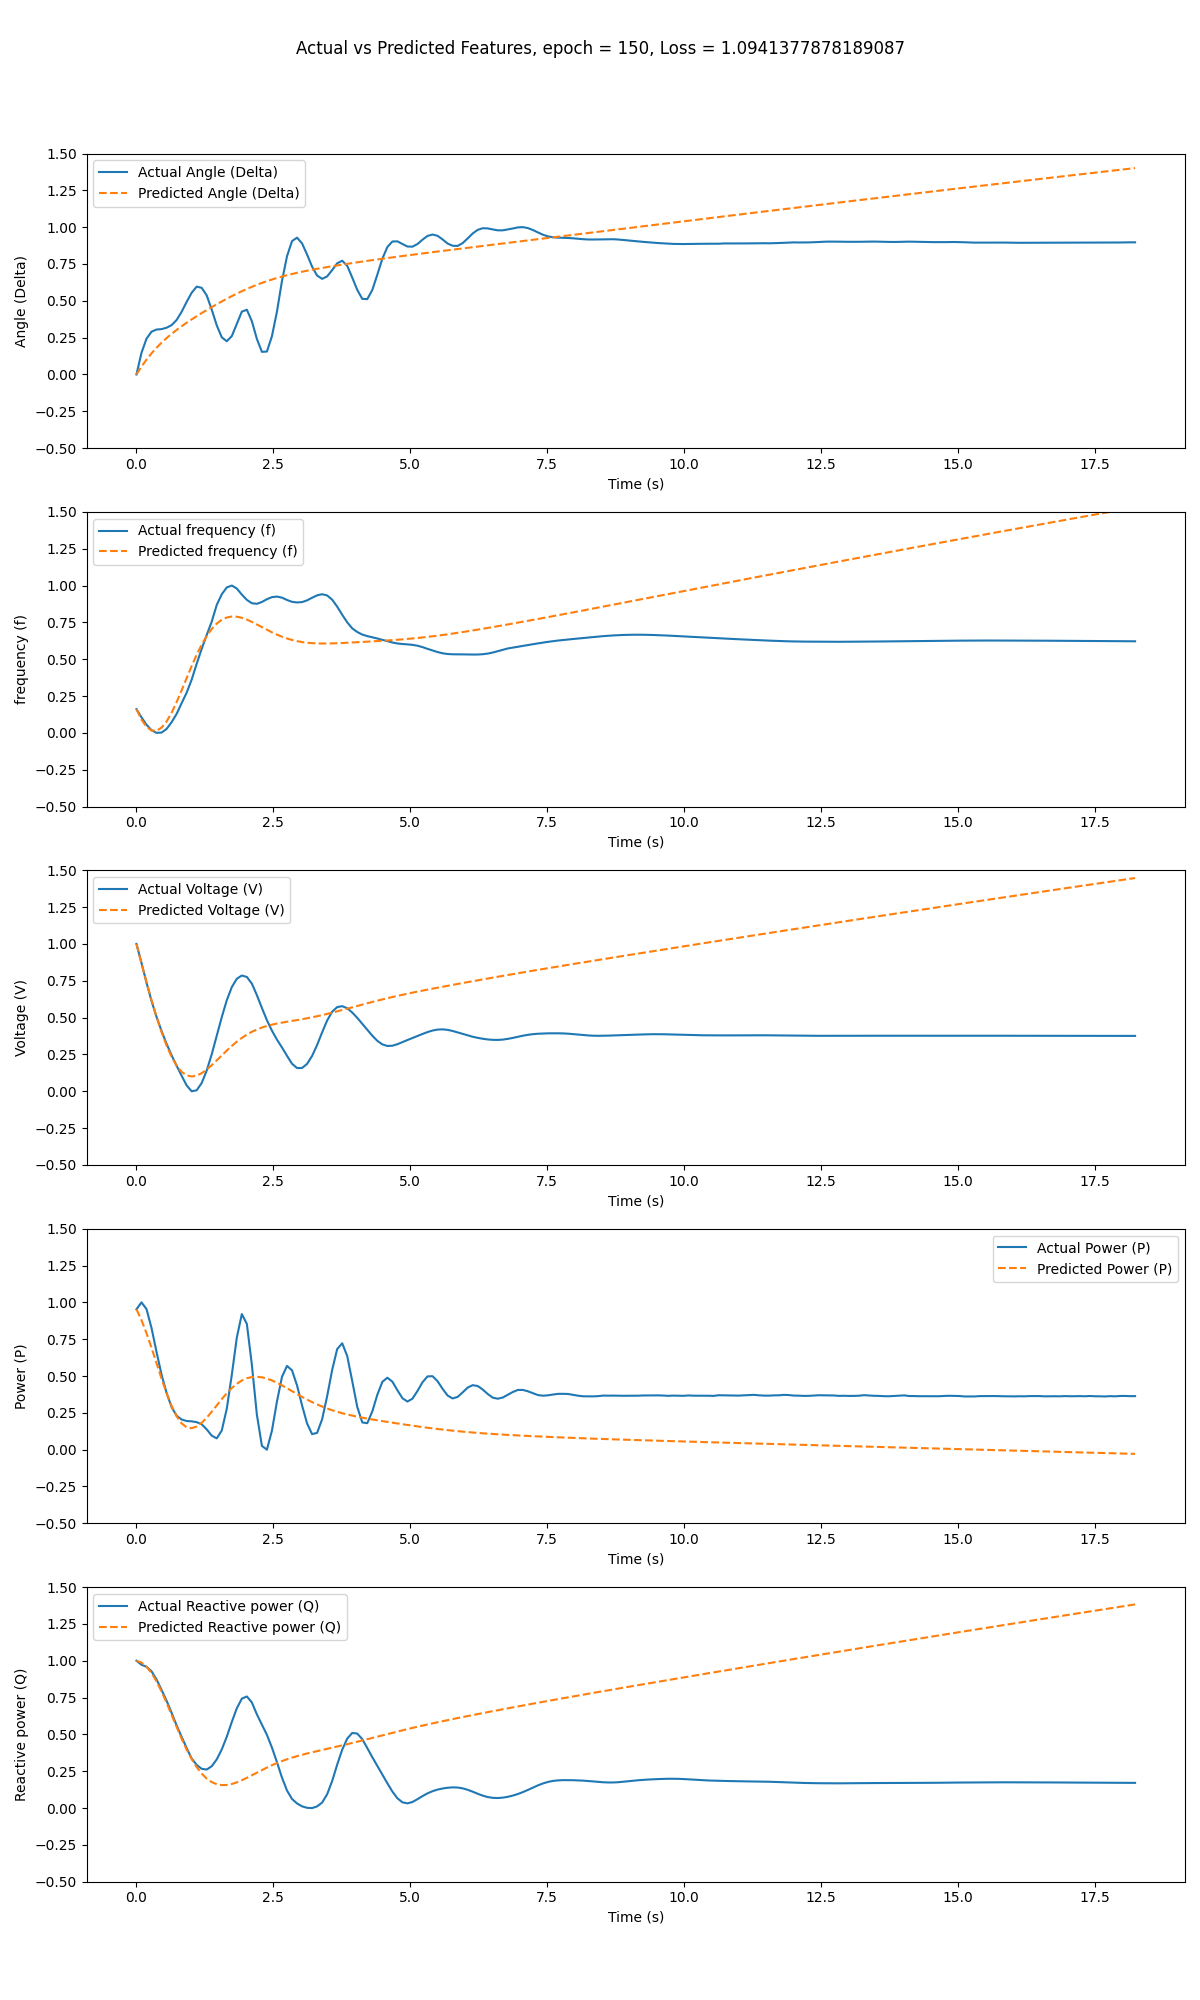 Actual vs Predicted Features, epoch = 150, Loss = 1.0941377878189087
1.50
1.25
1.00
0.75
0.50
0.25
0.00
−0.25
−0.50
Angle (Delta)
Actual Angle (Delta)
Predicted Angle (Delta)
0.0 2.5 5.0 7.5 10.0 12.5 15.0 17.5
Time (s)
1.50
1.25
1.00
0.75
0.50
0.25
0.00
−0.25
−0.50
frequency (f)
Actual frequency (f)
Predicted frequency (f)
0.0 2.5 5.0 7.5 10.0 12.5 15.0 17.5
Time (s)
1.50
1.25
1.00
0.75
0.50
0.25
0.00
−0.25
−0.50
Voltage (V)
Actual Voltage (V)
Predicted Voltage (V)
0.0 2.5 5.0 7.5 10.0 12.5 15.0 17.5
Time (s)
1.50
1.25
1.00
0.75
0.50
0.25
0.00
−0.25
−0.50
Power (P)
Actual Power (P)
Predicted Power (P)
0.0 2.5 5.0 7.5 10.0 12.5 15.0 17.5
Time (s)
1.50
1.25
1.00
0.75
0.50
0.25
0.00
−0.25
−0.50
Reactive power (Q)
Actual Reactive power (Q)
Predicted Reactive power (Q)
0.0 2.5 5.0 7.5 10.0 12.5 15.0 17.5
Time (s)